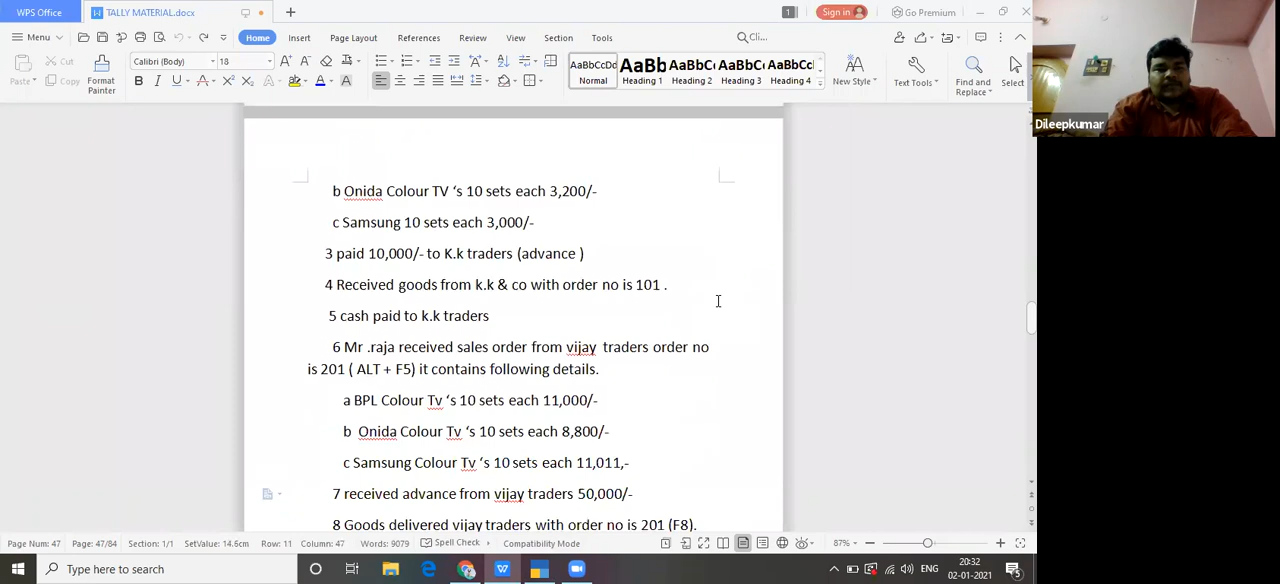 WPS Office
TALLY MATERIAL.docx
1
Sign in
Go Premium
Menu
Home
Insert
Page Layout
References
Review
View
Section
Tools
Cli...
Paste
Cut
Copy
Format Painter
Calibri (Body)
18
AaBbCcDd
Normal
AaBb
Heading 1
AaBbC
Heading 2
AaBbC
Heading 3
AaBbC
Heading 4
New Style
Text Tools
Find and Replace
Select
Dileepkumar
b Onida Colour TV ‘s 10 sets each 3,200/-
c Samsung 10 sets each 3,000/-
3 paid 10,000/- to K.k traders (advance )
4 Received goods from k.k & co with order no is 101 .
5 cash paid to k.k traders
6 Mr .raja received sales order from vijay traders order no
is 201 ( ALT + F5) it contains following details.
a BPL Colour Tv ‘s 10 sets each 11,000/-
b Onida Colour Tv ‘s 10 sets each 8,800/-
c Samsung Colour Tv ‘s 10 sets each 11,011,-
7 received advance from vijay traders 50,000/-
8 Goods delivered vijay traders with order no is 201 (F8).
Page Num: 47
Page: 47/84
Section: 1/1
SetValue: 14.6cm
Row: 11
Column: 47
Words: 9079
Spell Check
Compatibility Mode
87%
Type here to search
ENG
20:32
02-01-2021
5